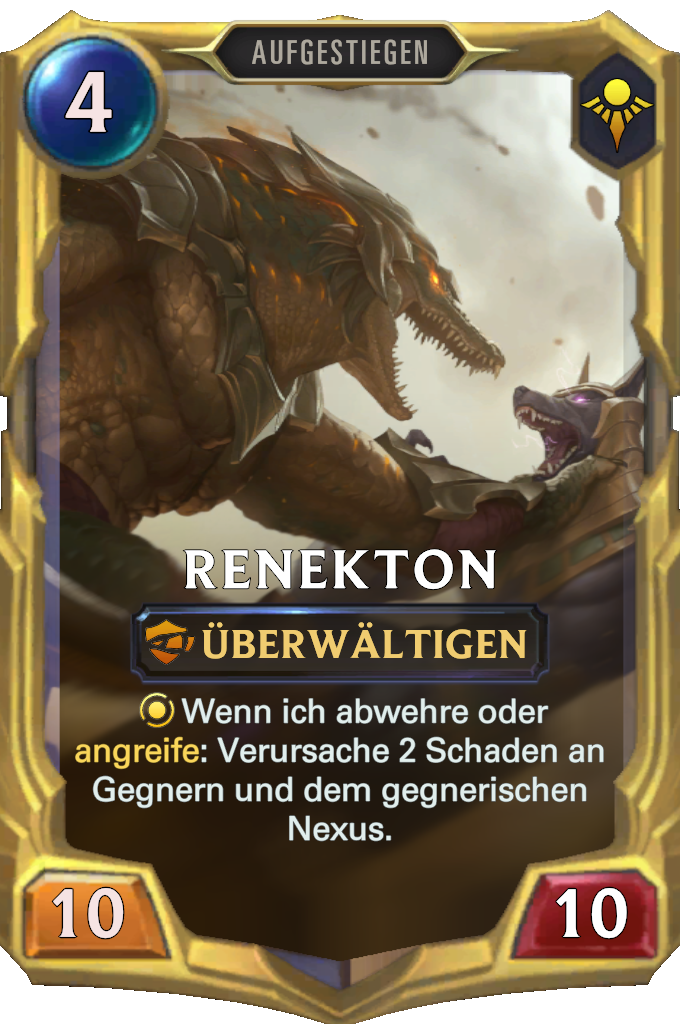 AUFGESTIEGEN
4
RENEKTON
ÜBERWÄLTIGEN
Wenn ich abwehre oder
angreife: Verursache 2 Schaden an
Gegnern und dem gegnerischen
Nexus.
10
10